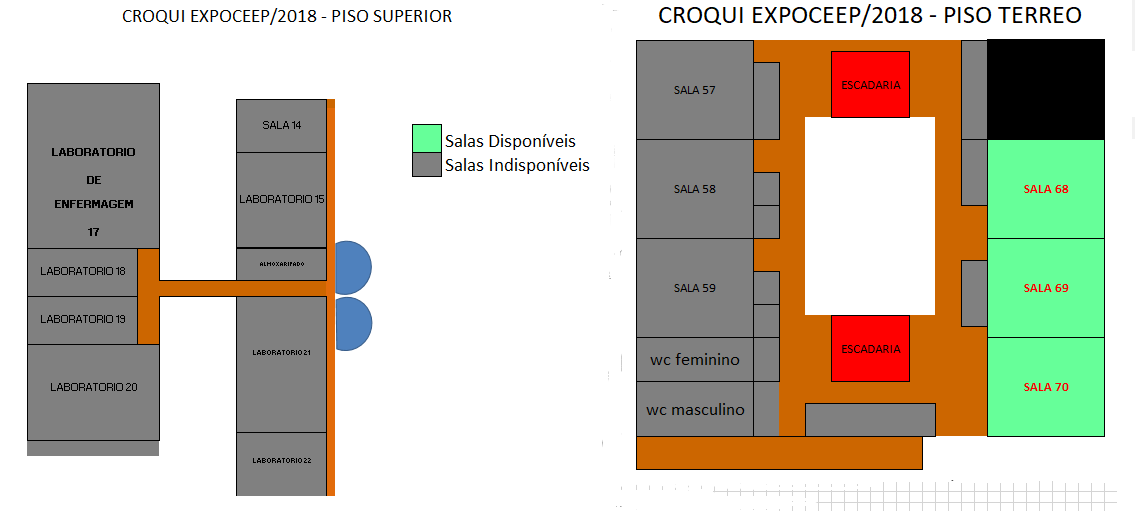 CROQUI EXPOCEEP/2018 - PISO SUPERIOR
LABORATORIO
DE
ENFERMAGEM
17
LABORATORIO 18
LABORATORIO 19
LABORATORIO 20
SALA 14
LABORATORIO 15
ALMOXARIFADO
LABORATORIO 21
LABORATORIO 22
Salas Disponíveis
Salas Indisponíveis
CROQUI EXPOCEEP/2018 - PISO TERREO
SALA 57
SALA 58
SALA 59
wc feminino
wc masculino
ESCADARIA
ESCADARIA
SALA 68
SALA 69
SALA 70